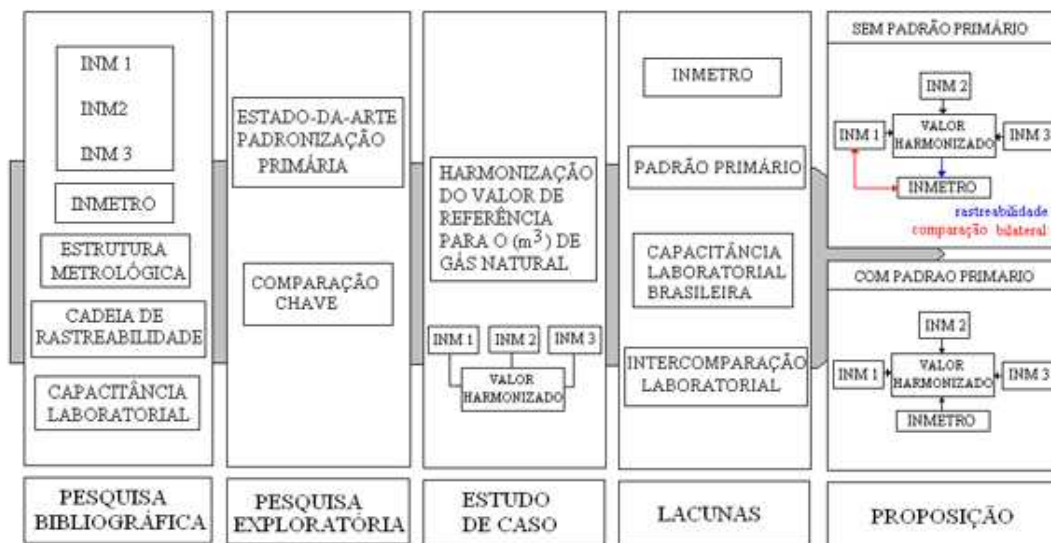 INM 1
INM2
INM 3
INMETRO
ESTRUTURA
METROLÓGICA
CADEIA DE
RASTREABILIDADE
CAPACITÂNCIA
LABORATORIAL
PESQUISA
BIBLIOGRÁFICA
ESTADO-DA-ARTE
PADRONIZAÇÃO
PRIMÁRIA
COMPARAÇÃO
CHAVE
PESQUISA
EXPLORATÓRIA
HARMONIZAÇÃO
DO VALOR DE
REFERÊNCIA
PARA O (m³) DE
GÁS NATURAL
INM 1
INM 2
INM 3
VALOR
HARMONIZADO
ESTUDO
DE CASO
INMETRO
PADRÃO PRIMÁRIO
CAPACITÂNCIA
LABORATORIAL
BRASILEIRA
INTERCOMPARAÇÃO
LABORATORIAL
LACUNAS
SEM PADRÃO PRIMÁRIO
INM 2
INM 1
VALOR
HARMONIZADO
INM 3
INMETRO
rastreabilidade
comparação bilateral
COM PADRAO PRIMARIO
INM 2
INM 1
VALOR
HARMONIZADO
INM 3
INMETRO
PROPOSIÇÃO